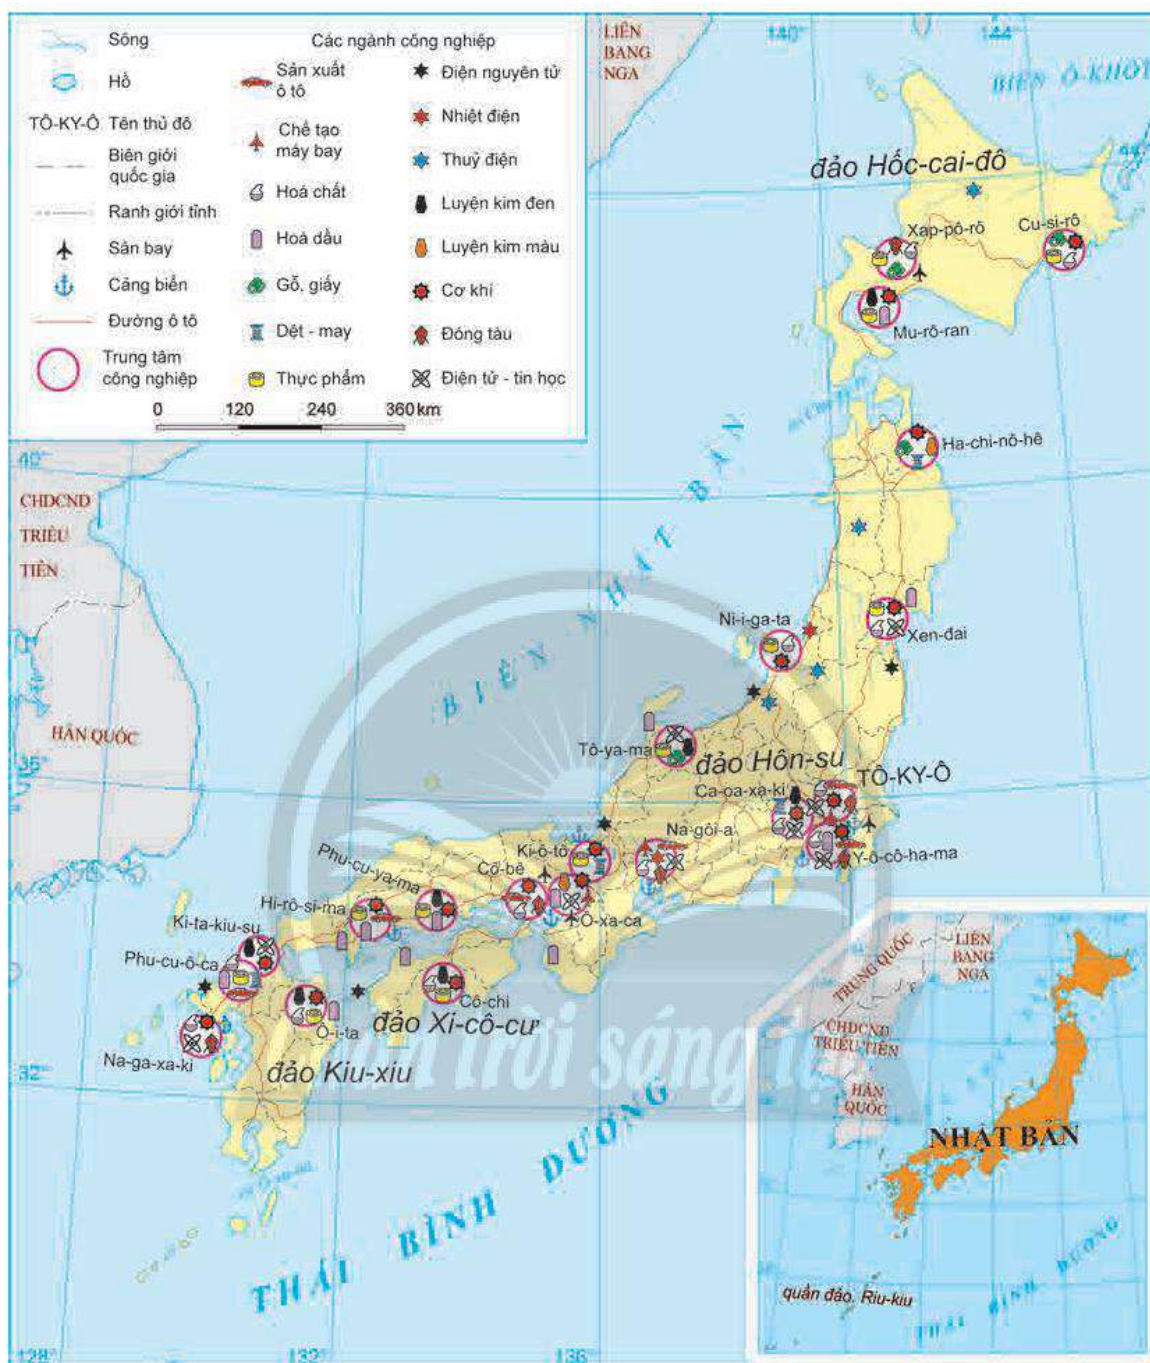 Sông
Hồ
TÔ-KY-Ô Tên thủ đô
Biên giới
quốc gia
Ranh giới tỉnh
Sân bay
Cảng biển
Đường ô tô
Trung tâm
công nghiệp
Các ngành công nghiệp
Sản xuất
ô tô
Chế tạo
máy bay
Hoá chất
Hoá dầu
Gỗ, giấy
Dệt - may
Thực phẩm
Điện nguyên tử
Nhiệt điện
Thuỷ điện
Luyện kim đen
Luyện kim màu
Cơ khí
Đóng tàu
Điện tử - tin học
0 120 240 360 km
LIÊN
BANG
NGA
140°
144°
BIỂN Ô-KHỐT
44°
đảo Hốc-cai-đô
Xap-pô-rô
Cu-si-rô
Mu-rô-ran
Ha-chi-nô-hê
40°
CHDCND
TRIỀU
TIÊN
BIỂN NHẬT BẢN
Ni-i-ga-ta
Xen-đai
HÀN QUỐC
35°
Tô-ya-ma
đảo Hôn-su
TÔ-KY-Ô
Ca-oa-xa-ki
Na-gôi-a
Y-ô-cô-ha-ma
Ki-ô-tô
Cô-bê
Phu-cu-ya-ma
Hi-rô-si-ma
Ô-xa-ca
Ki-ta-kiu-su
Phu-cu-ô-ca
Cô-chi
Ô-i-ta
đảo Xi-cô-cư
Na-ga-xa-ki
32°
đảo Kiu-xiu
trời sáng tạo
THÁI BÌNH DƯƠNG
128°
132°
136°
TRUNG QUỐC
LIÊN
BANG
NGA
CHDCND
TRIỀU TIÊN
HÀN
QUỐC
NHẬT BẢN
quần đảo. Riu-kiu
THÁI BÌNH DƯƠNG